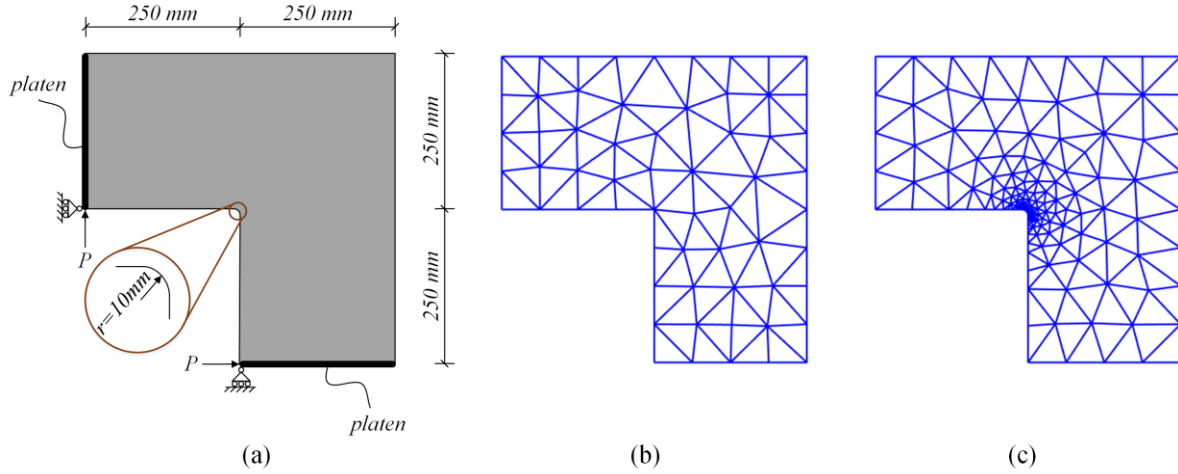 250 mm 250 mm
platen
250 mm
P
r=10mm
250 mm
P
platen
(a) (b) (c)